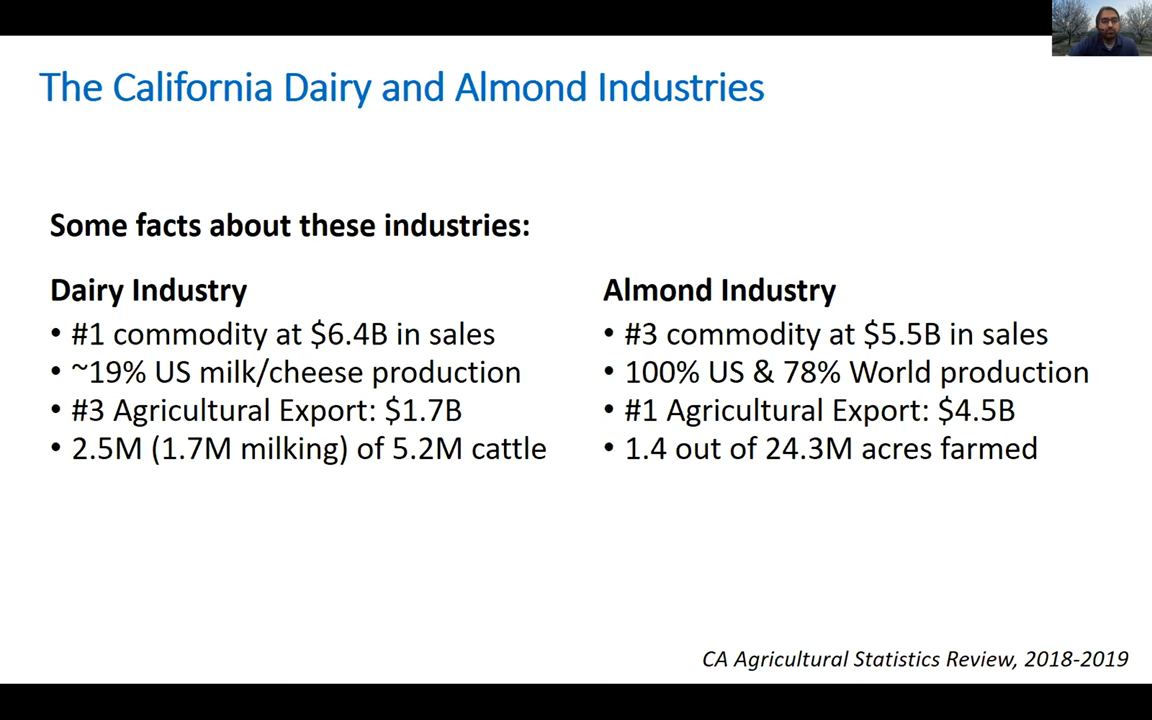 The California Dairy and Almond Industries
Some facts about these industries:
Dairy Industry
• #1 commodity at $6.4B in sales
• ~19% US milk/cheese production
• #3 Agricultural Export: $1.7B
• 2.5M (1.7M milking) of 5.2M cattle
Almond Industry
• #3 commodity at $5.5B in sales
• 100% US & 78% World production
• #1 Agricultural Export: $4.5B
• 1.4 out of 24.3M acres farmed
CA Agricultural Statistics Review, 2018-2019